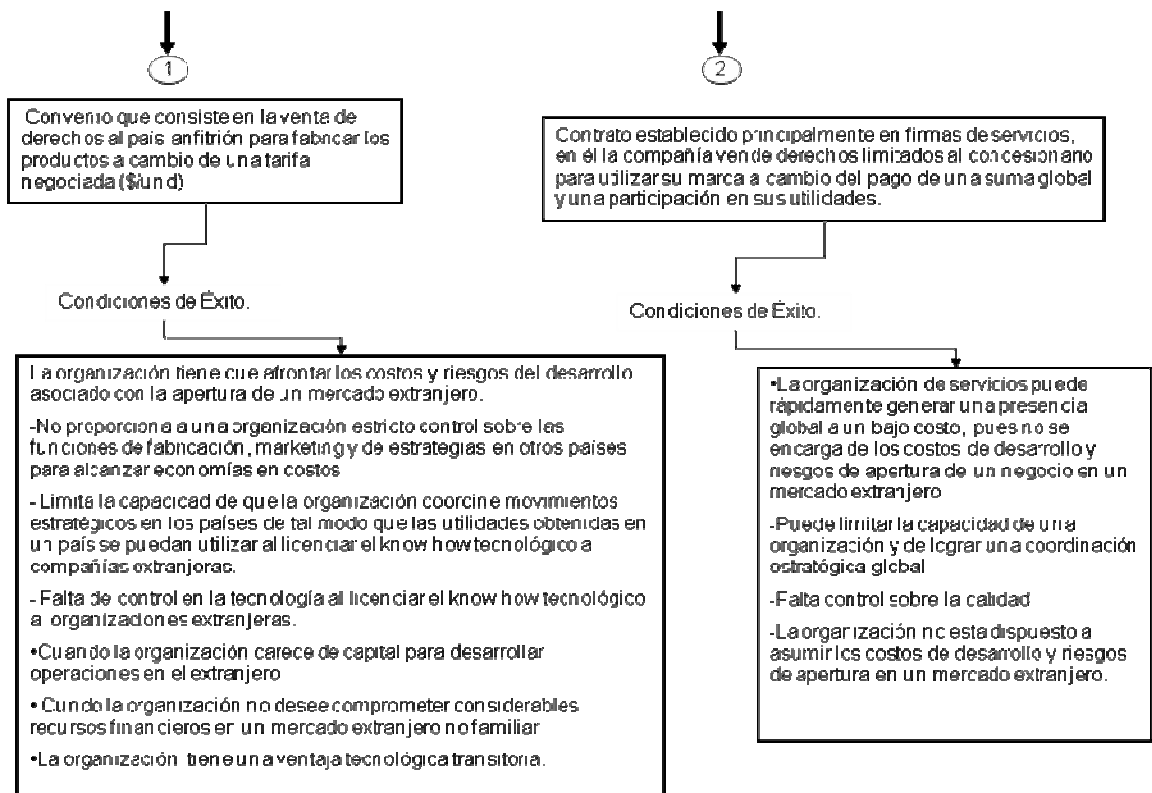 1
Convenio que consiste en la venta de
derechos al país anfitrión para fabricar los
productos a cambio de una tarifa
negociada ($/und)
Condiciones de Éxito.
La organización tiene que afrontar los costos y riesgos del desarrollo
asociado con la apertura de un mercado extranjero.
-No proporciona a una organización estricto control sobre las
funciones de fabricación, marketing y de estrategias en otros países
para alcanzar economías en costos
- Limita la capacidad de que la organización coordine movimientos
estratégicos en los países de tal modo que las utilidades obtenidas en
un país se puedan utilizar al licenciar el know how tecnológico a
compañías extranjeras.
- Falta de control en la tecnología al licenciar el know how tecnológico
a organizaciones extranjeras.
•Cuando la organización carece de capital para desarrollar
operaciones en el extranjero
• Cundo la organización no desee comprometer considerables
recursos financieros en un mercado extranjero no familiar
•La organización tiene una ventaja tecnológica transitoria.
2
Contrato establecido principalmente en firmas de servicios,
en él la compañía vende derechos limitados al concesionario
para utilizar su marca a cambio del pago de una suma global
y una participación en sus utilidades.
Condiciones de Éxito.
•La organización de servicios puede
rápidamente generar una presencia
global a un bajo costo, pues no se
encarga de los costos de desarrollo y
riesgos de apertura de un negocio en un
mercado extranjero
-Puede limitar la capacidad de una
organización y de lograr una coordinación
estratégica global
-Falta control sobre la calidad
-La organización no esta dispuesto a
asumir los costos de desarrollo y riesgos
de apertura en un mercado extranjero.